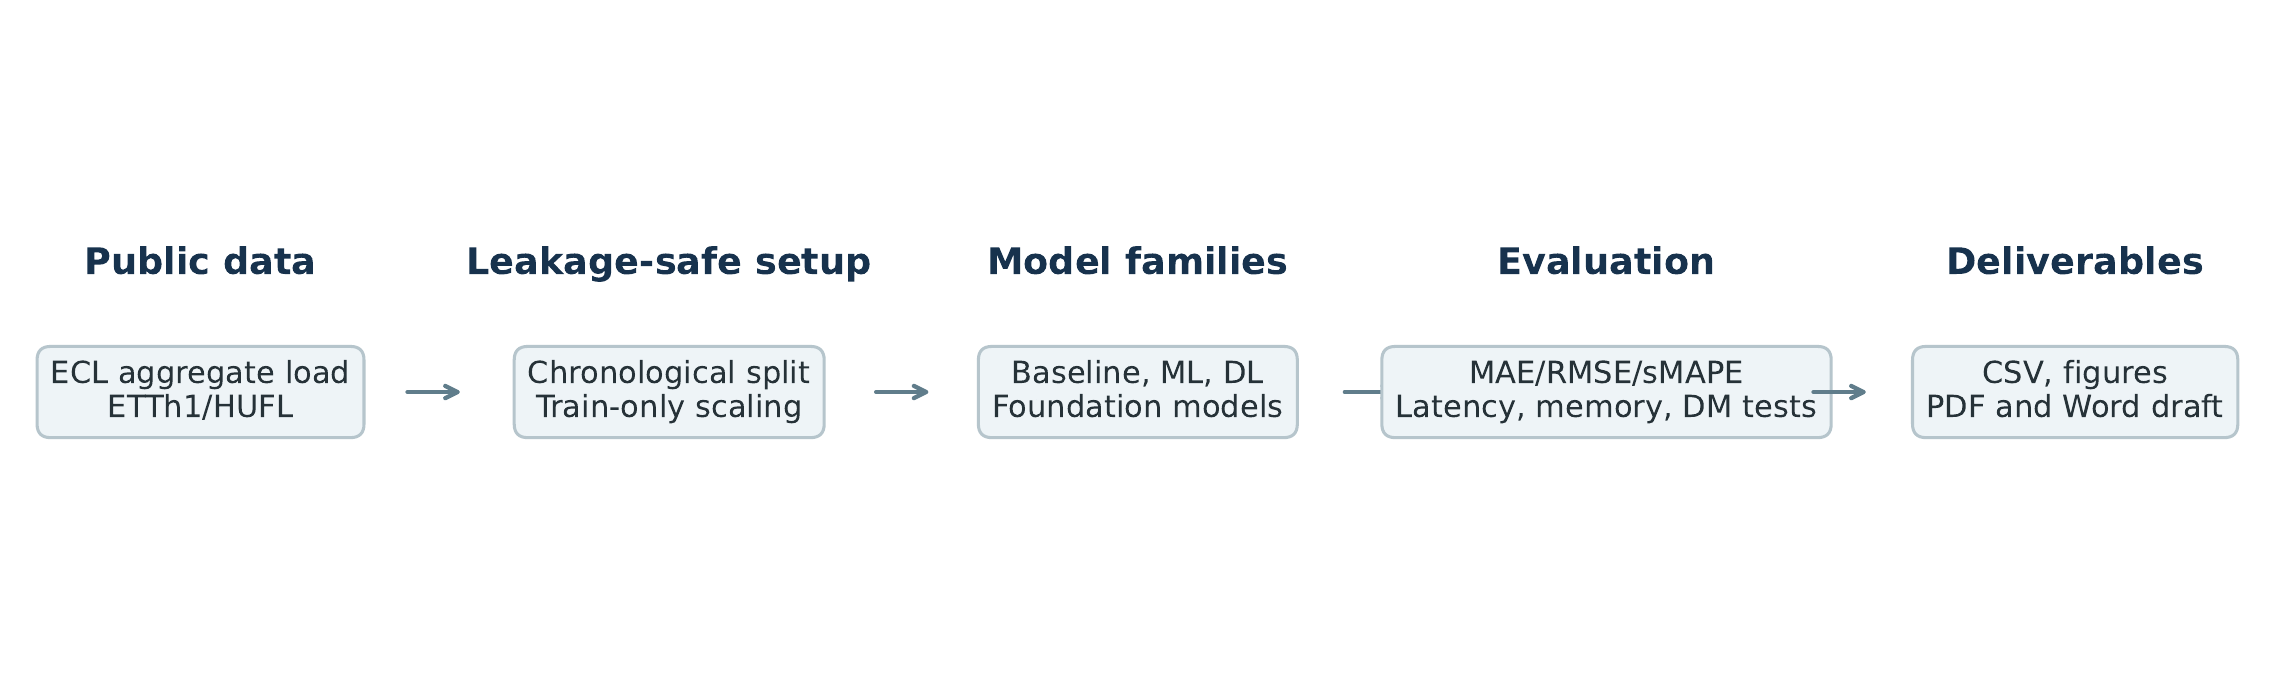 Public data
ECL aggregate load
ETTh1/HUFL
Leakage-safe setup
Chronological split
Train-only scaling
Model families
Baseline, ML, DL
Foundation models
Evaluation
MAE/RMSE/sMAPE
Latency, memory, DM tests
Deliverables
CSV, figures
PDF and Word draft